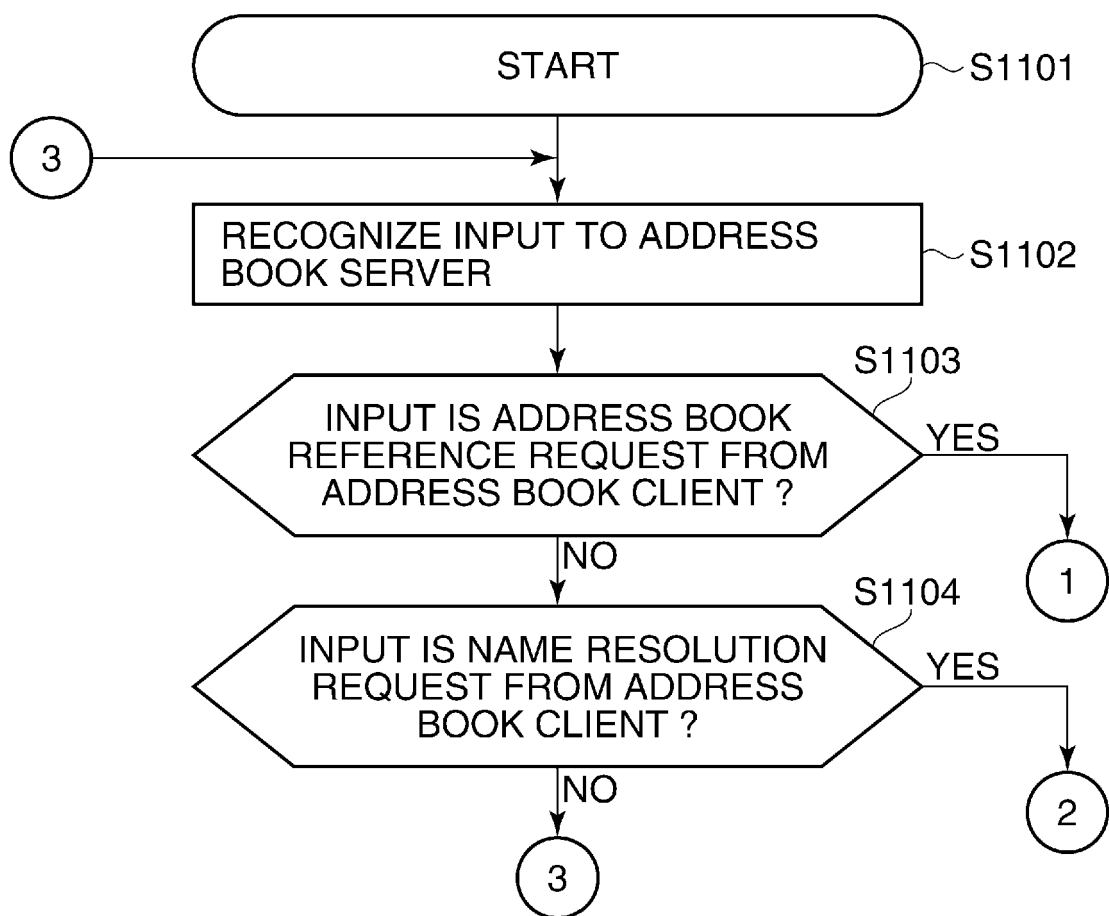 START
S1101
3
RECOGNIZE INPUT TO ADDRESS
BOOK SERVER
S1102
S1103
INPUT IS ADDRESS BOOK
REFERENCE REQUEST FROM
ADDRESS BOOK CLIENT ?
YES
1
NO
S1104
INPUT IS NAME RESOLUTION
REQUEST FROM ADDRESS
BOOK CLIENT ?
YES
2
NO
3